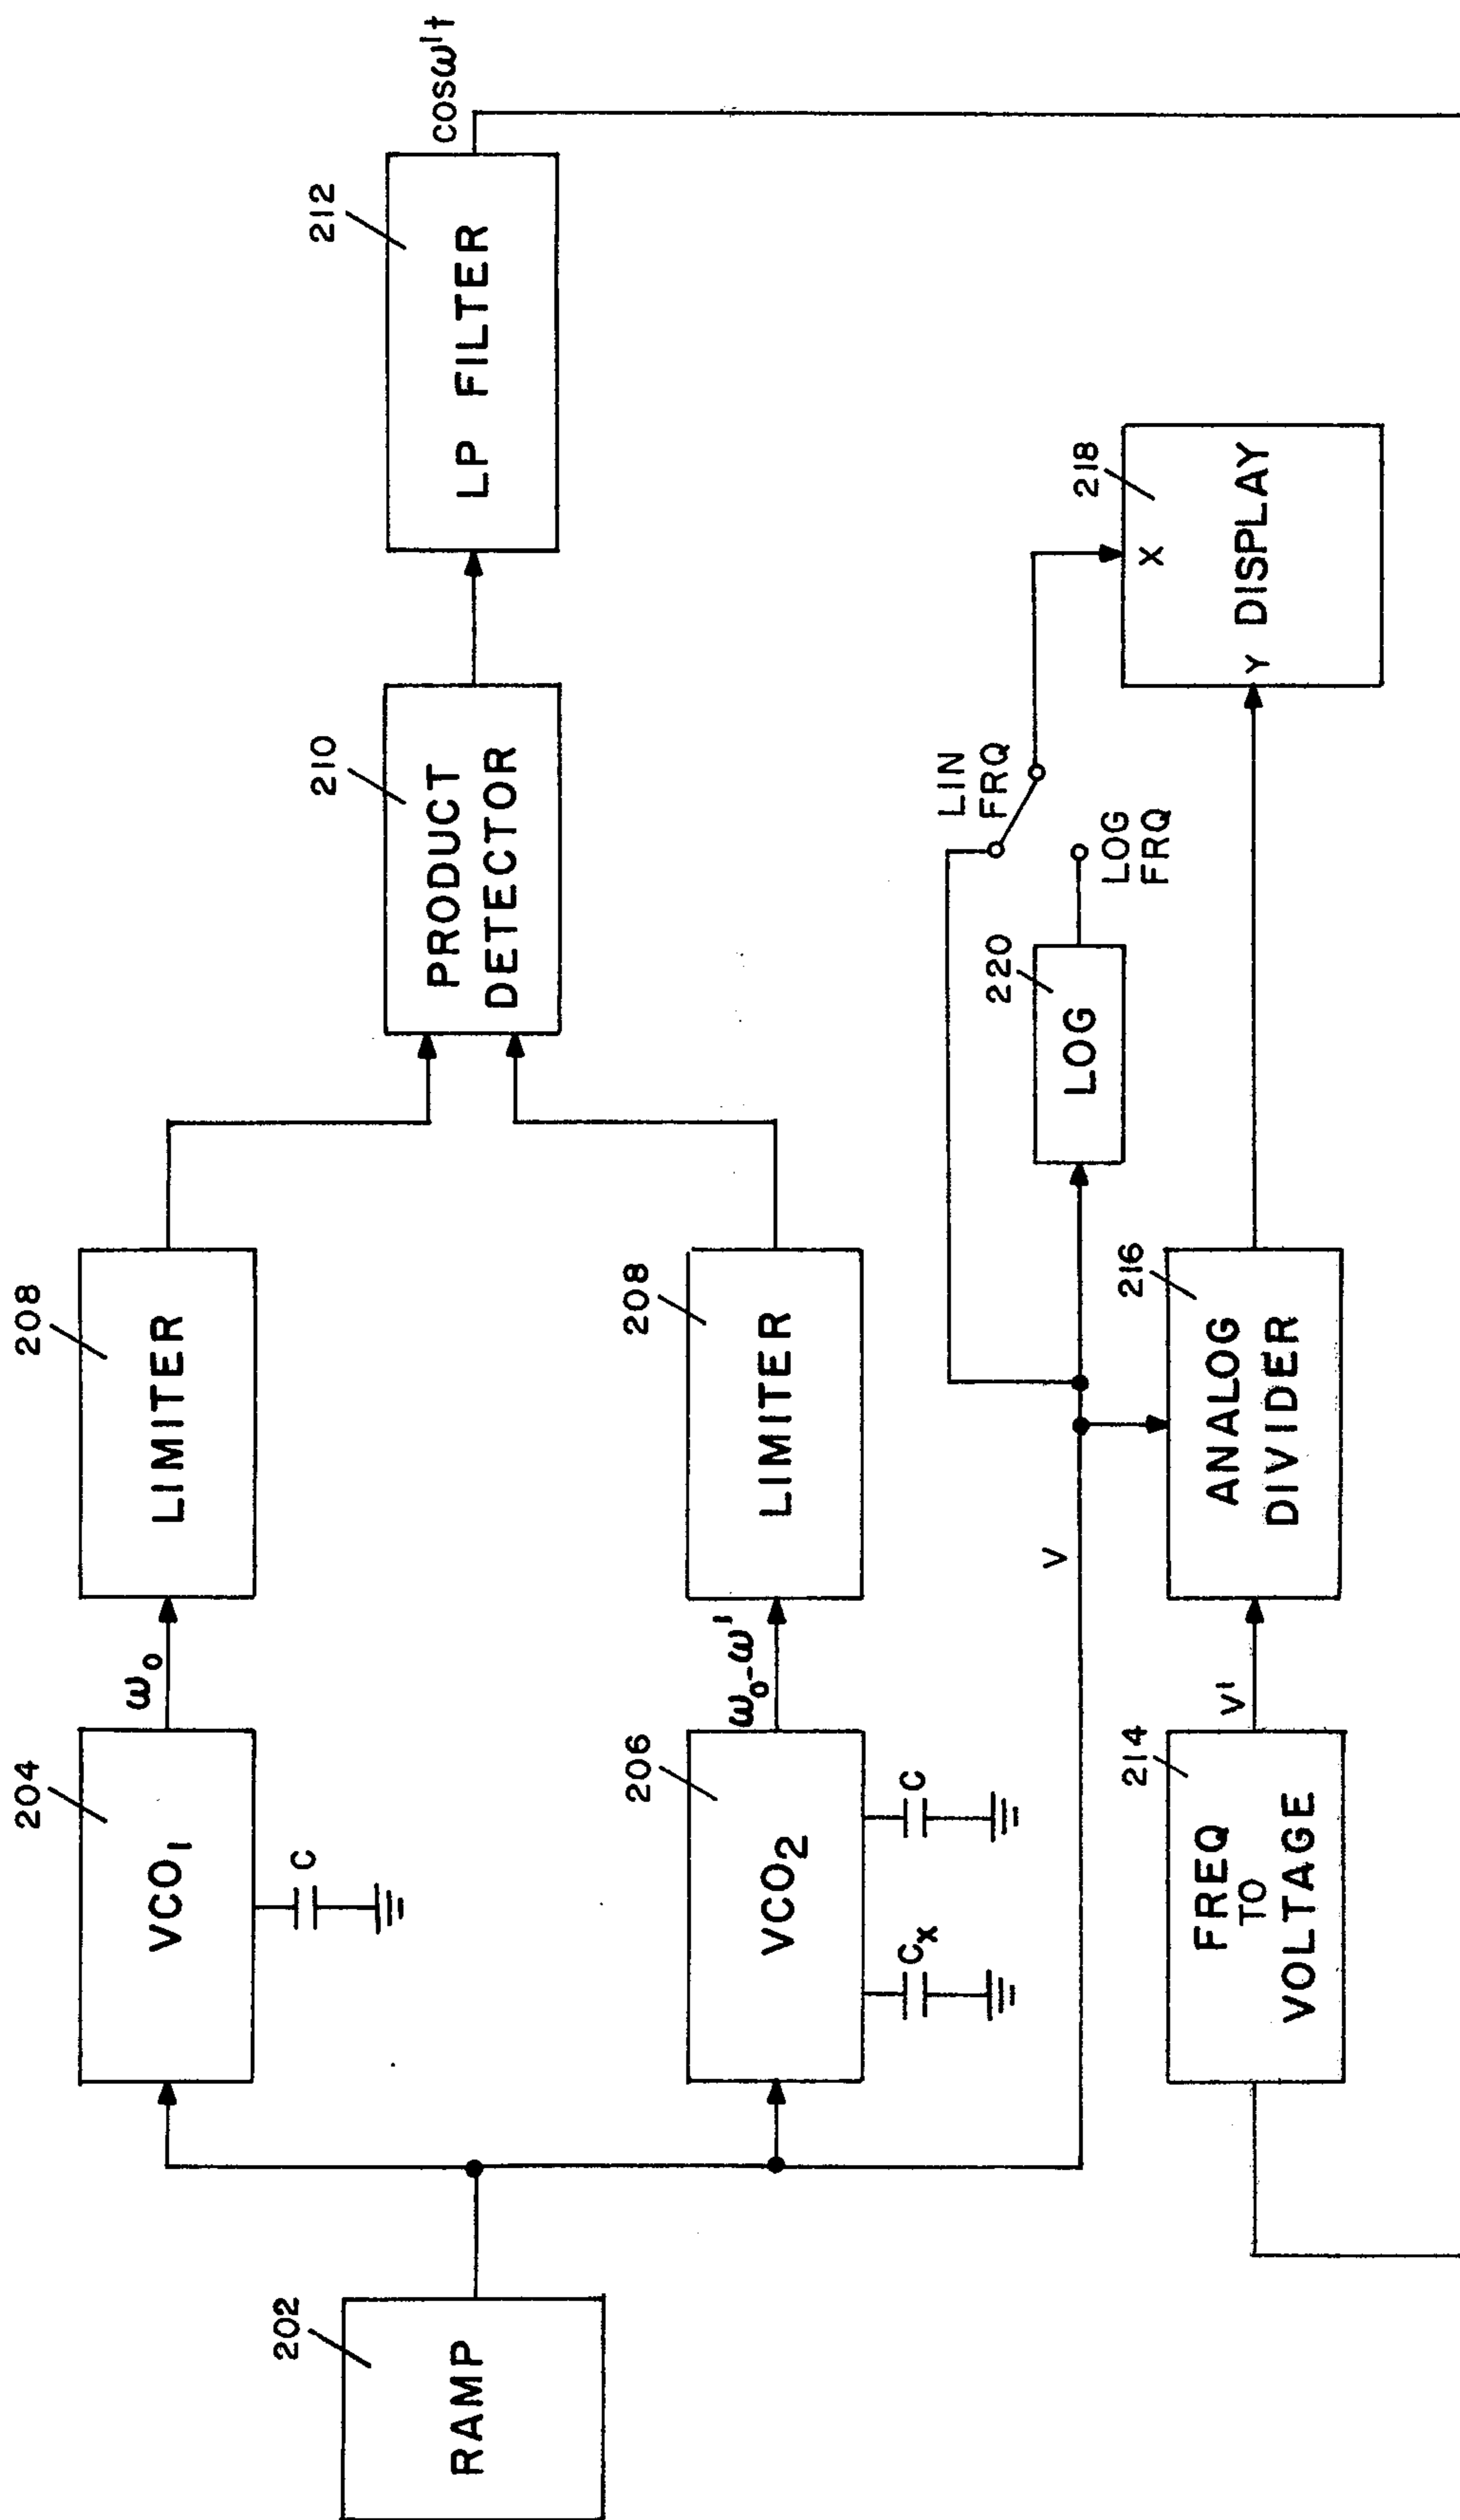 202
RAMP
204
VCO1
C
ω0
208
LIMITER
206
VCO2
Cx
C
ω0-ω'
208
LIMITER
210
PRODUCT
DETECTOR
212
LP FILTER
cosω't
V
214
FREQ
TO
VOLTAGE
V'
216
ANALOG
DIVIDER
220
LOG
LIN
FRQ
LOG
FRQ
218
X
Y DISPLAY